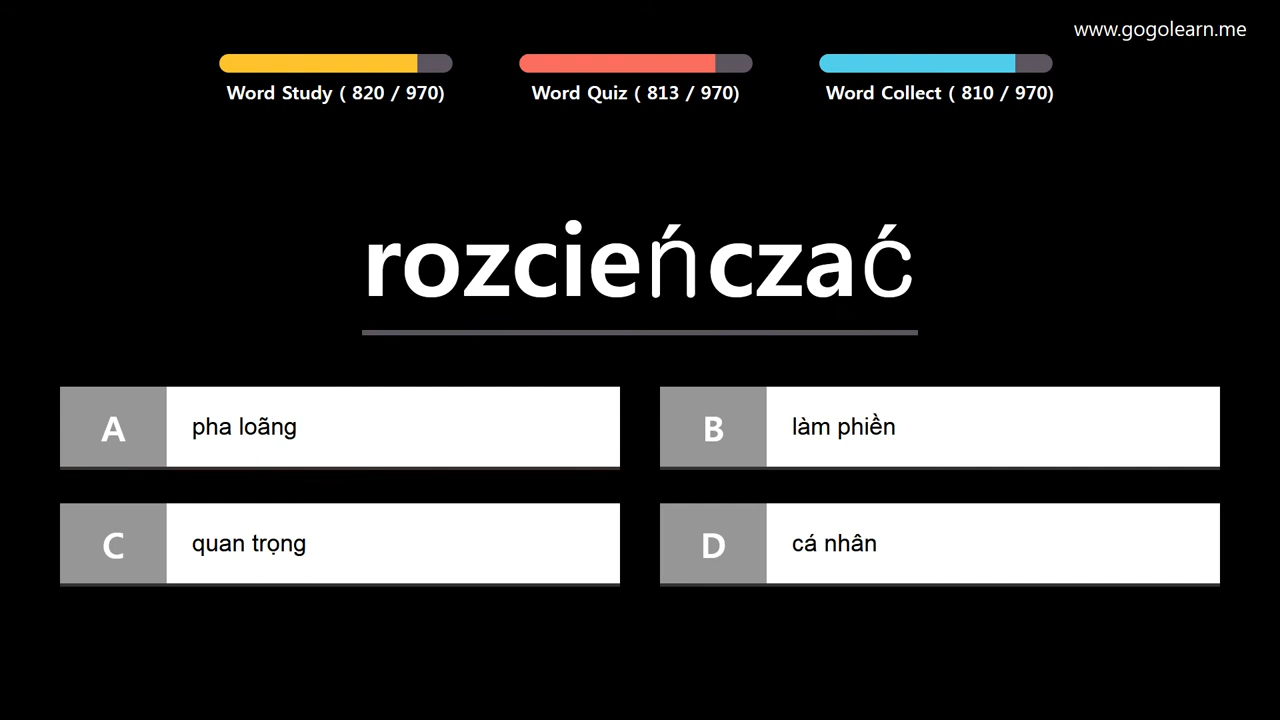 www.gogolearn.me
Word Study ( 820 / 970)
Word Quiz ( 813 / 970)
Word Collect ( 810 / 970)
rozcieńczać
A pha loãng
B làm phiền
C quan trọng
D cá nhân